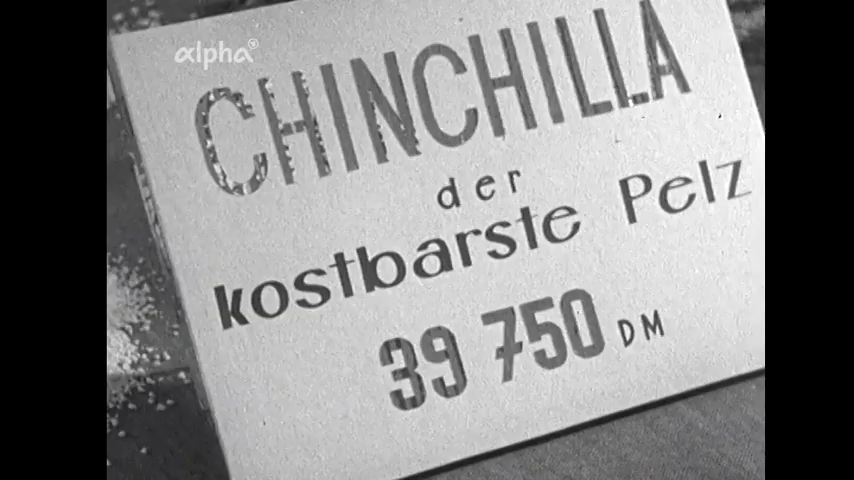 alpha
CHINCHILLA
der
kostbarste Pelz
39 750 DM